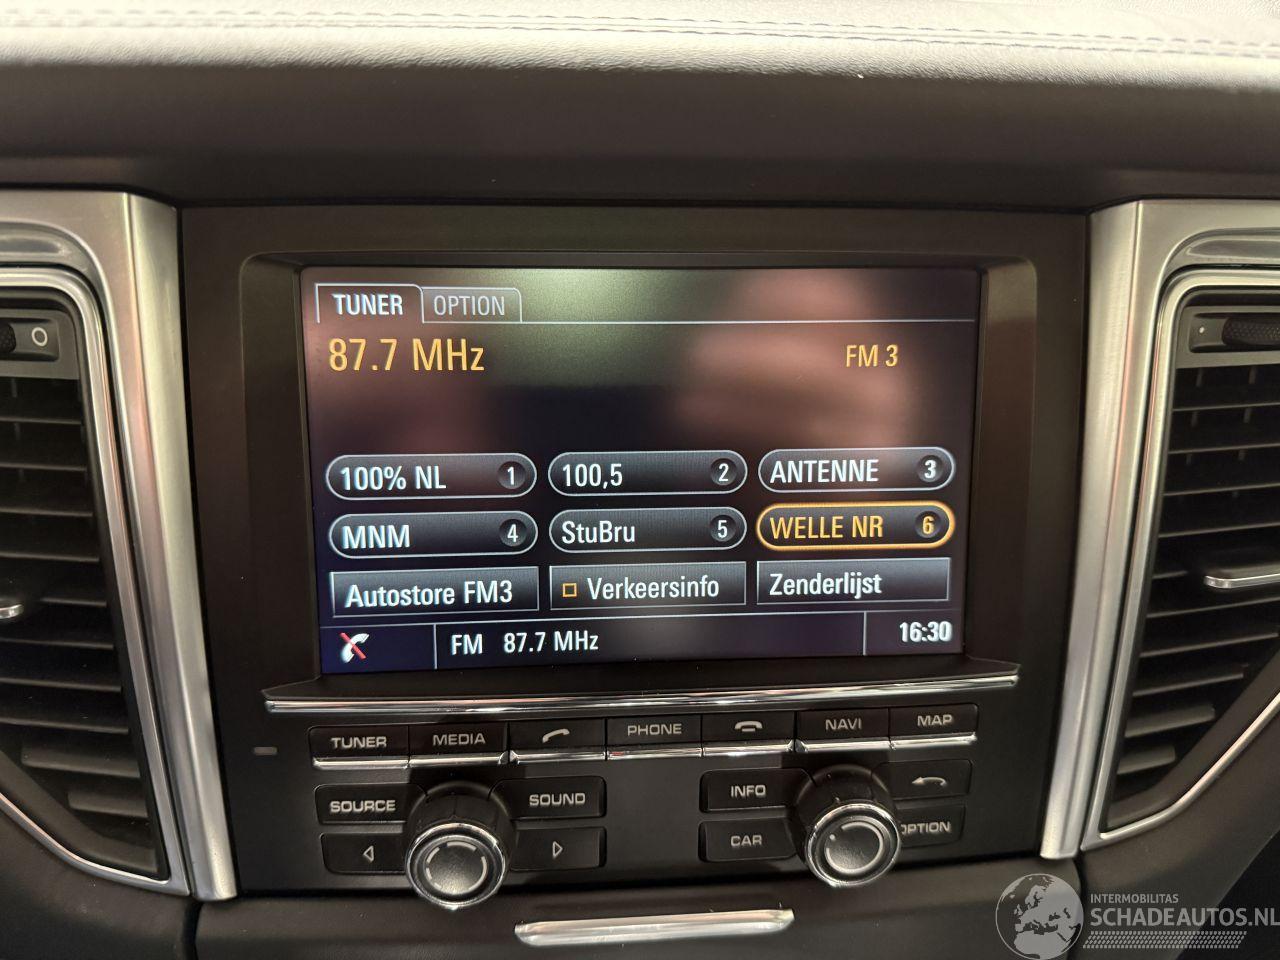 TUNER OPTION
87.7 MHz FM 3
100% NL 1 100,5 2 ANTENNE 3
MNM 4 StuBru 5 WELLE NR 6
Autostore FM3 Verkeersinfo Zenderlijst
FM 87.7 MHz 16:30
TUNER MEDIA PHONE NAVI MAP
SOURCE SOUND INFO
CAR OPTION
INTERMOBILITAS
SCHADEAUTOS.NL